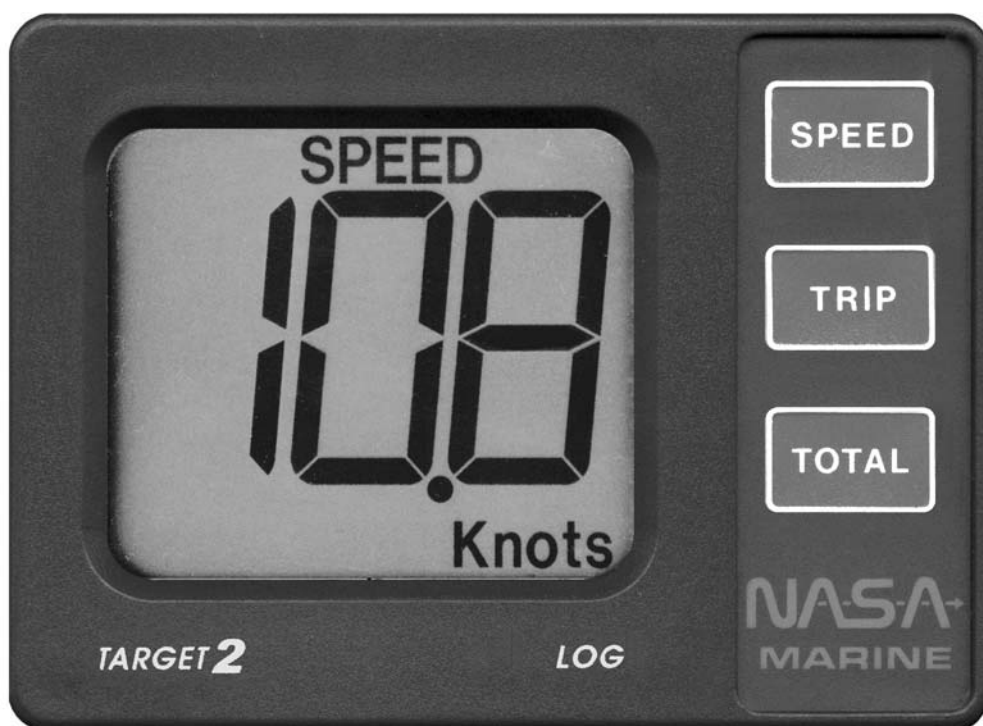 SPEED
10.8
Knots
SPEED
TRIP
TOTAL
TARGET 2
LOG
NASA
MARINE